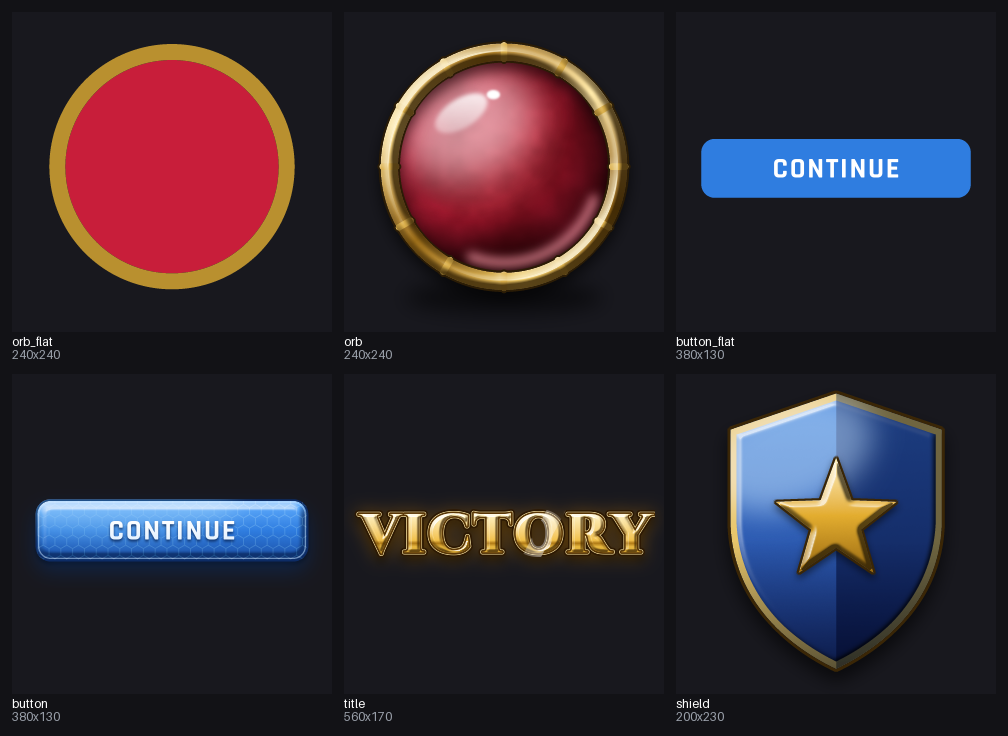 orb_flat
240x240
orb
240x240
CONTINUE
button_flat
380x130
CONTINUE
button
380x130
VICTORY
title
560x170
shield
200x230